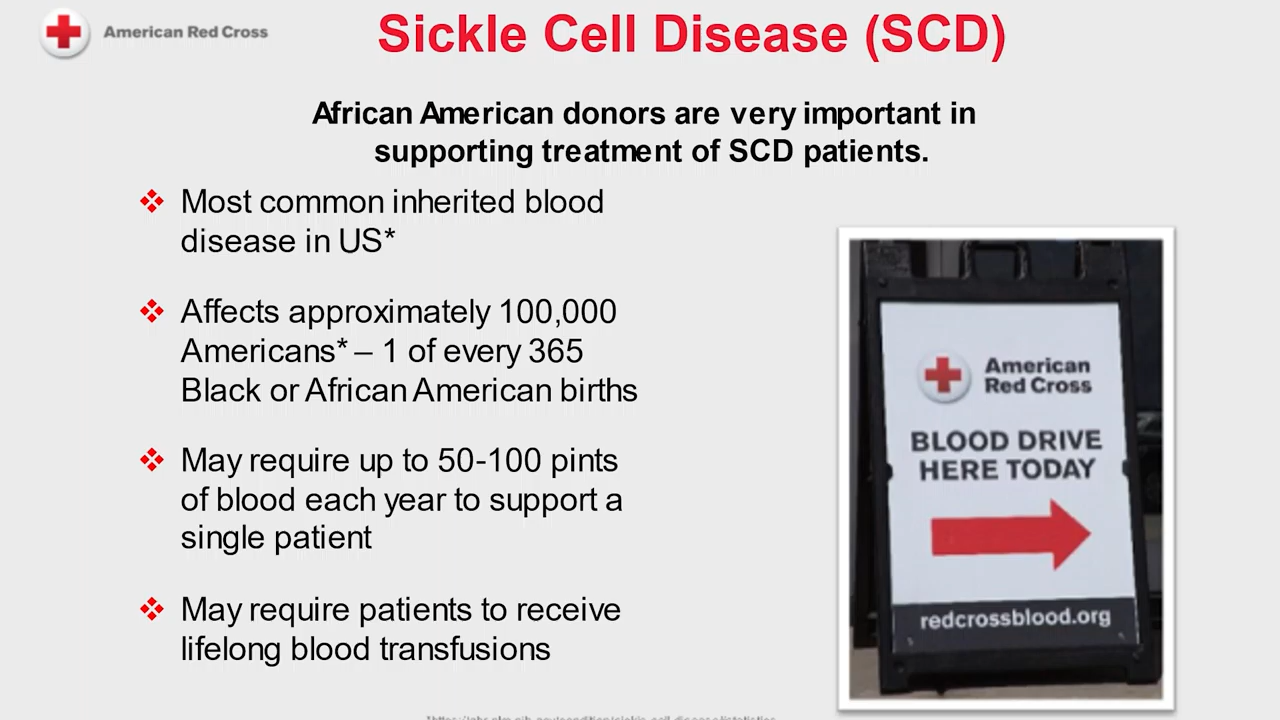 American Red Cross
Sickle Cell Disease (SCD)
African American donors are very important in
supporting treatment of SCD patients.
Most common inherited blood
disease in US*
Affects approximately 100,000
Americans* – 1 of every 365
Black or African American births
May require up to 50-100 pints
of blood each year to support a
single patient
May require patients to receive
lifelong blood transfusions
American
Red Cross
BLOOD DRIVE
HERE TODAY
redcrossblood.org